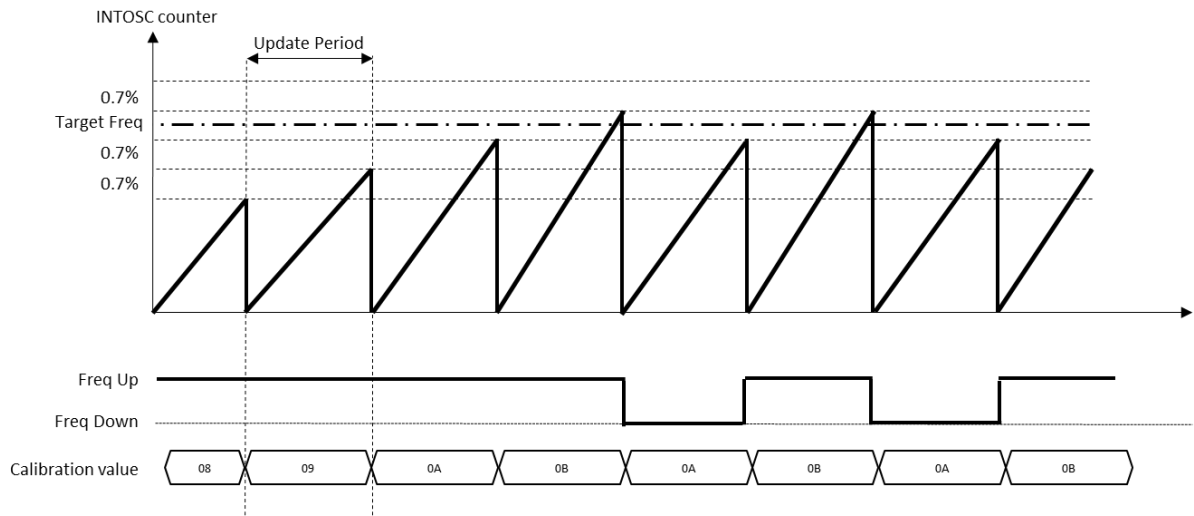 INTOSC counter
Update Period
0.7%
Target Freq
0.7%
0.7%
Freq Up
Freq Down
Calibration value 08 09 0A 0B 0A 0B 0A 0B